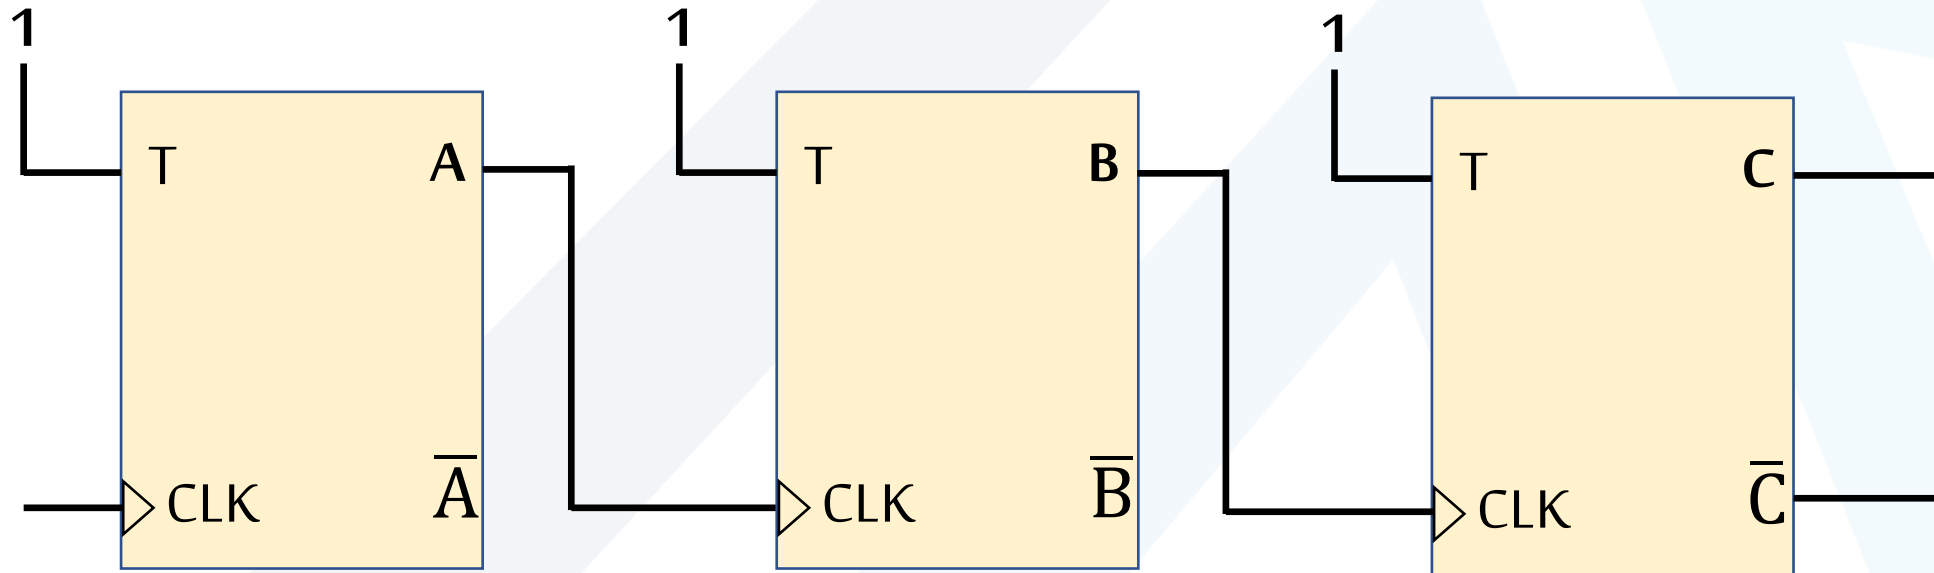 1 1 1
T A T B T C
CLK A̅ CLK B̅ CLK C̅